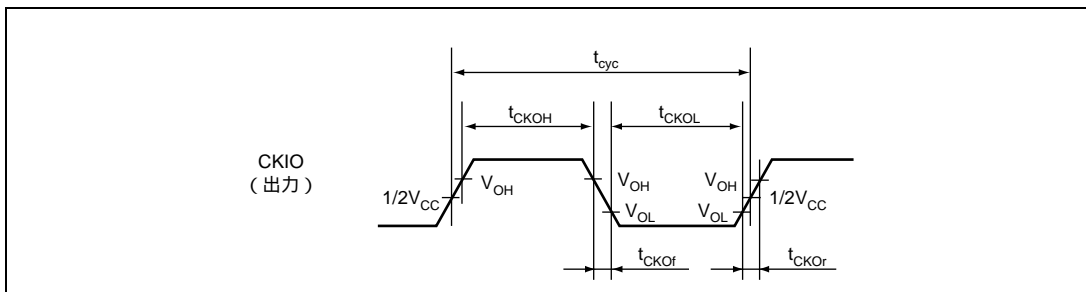 tcyc
tCKOH
tCKOL
CKIO
(出力)
1/2VCC
VOH
VOH
VOL
VOH
VOL
1/2VCC
tCKOf
tCKOr